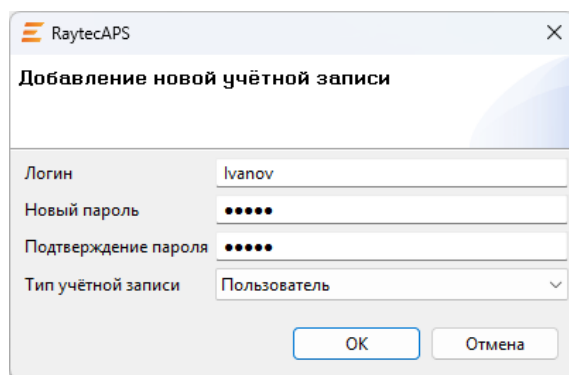 RaytecAPS
Добавление новой учётной записи
Логин Ivanov
Новый пароль •••••
Подтверждение пароля •••••
Тип учётной записи Пользователь
OK Отмена